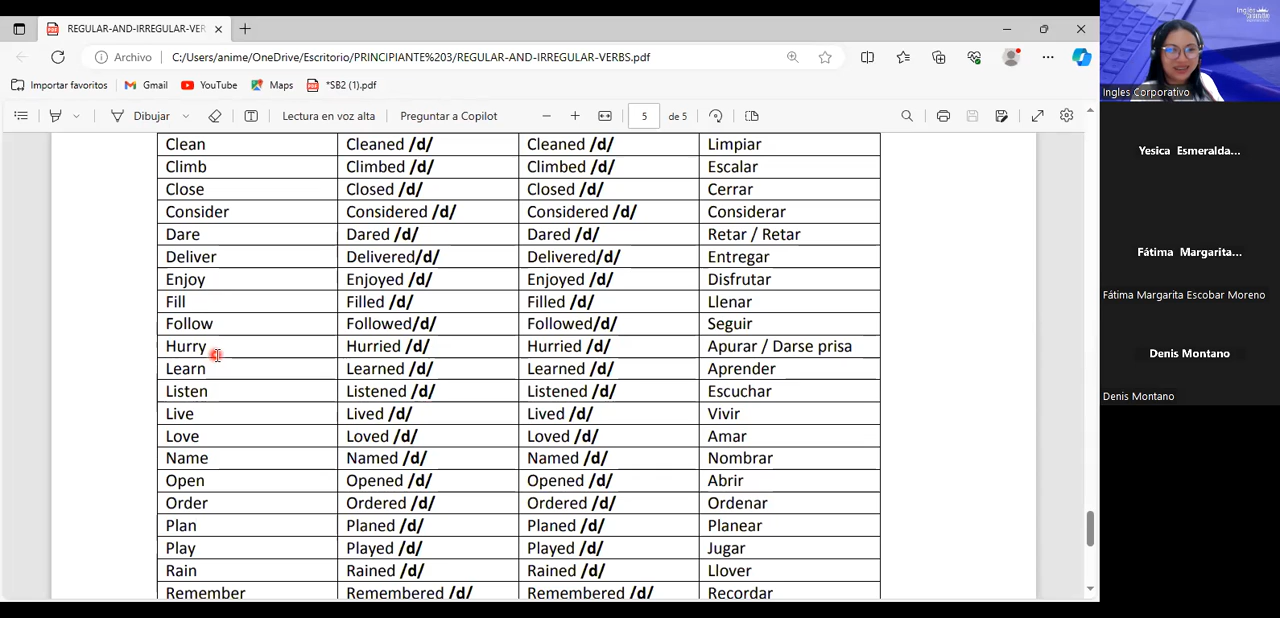 REGULAR-AND-IRREGULAR-VER
Archivo C:/Users/anime/OneDrive/Escritorio/PRINCIPIANTE%203/REGULAR-AND-IRREGULAR-VERBS.pdf
Importar favoritos Gmail YouTube Maps *SB2 (1).pdf
Dibujar Lectura en voz alta Preguntar a Copilot 5 de 5
Clean Cleaned /d/ Cleaned /d/ Limpiar
Climb Climbed /d/ Climbed /d/ Escalar
Close Closed /d/ Closed /d/ Cerrar
Consider Considered /d/ Considered /d/ Considerar
Dare Dared /d/ Dared /d/ Retar / Retar
Deliver Delivered/d/ Delivered/d/ Entregar
Enjoy Enjoyed /d/ Enjoyed /d/ Disfrutar
Fill Filled /d/ Filled /d/ Llenar
Follow Followed/d/ Followed/d/ Seguir
Hurry Hurried /d/ Hurried /d/ Apurar / Darse prisa
Learn Learned /d/ Learned /d/ Aprender
Listen Listened /d/ Listened /d/ Escuchar
Live Lived /d/ Lived /d/ Vivir
Love Loved /d/ Loved /d/ Amar
Name Named /d/ Named /d/ Nombrar
Open Opened /d/ Opened /d/ Abrir
Order Ordered /d/ Ordered /d/ Ordenar
Plan Planed /d/ Planed /d/ Planear
Play Played /d/ Played /d/ Jugar
Rain Rained /d/ Rained /d/ Llover
Remember Remembered /d/ Remembered /d/ Recordar
Ingles Corporativo
Yesica Esmeralda...
Fátima Margarita...
Fátima Margarita Escobar Moreno
Denis Montano
Denis Montano